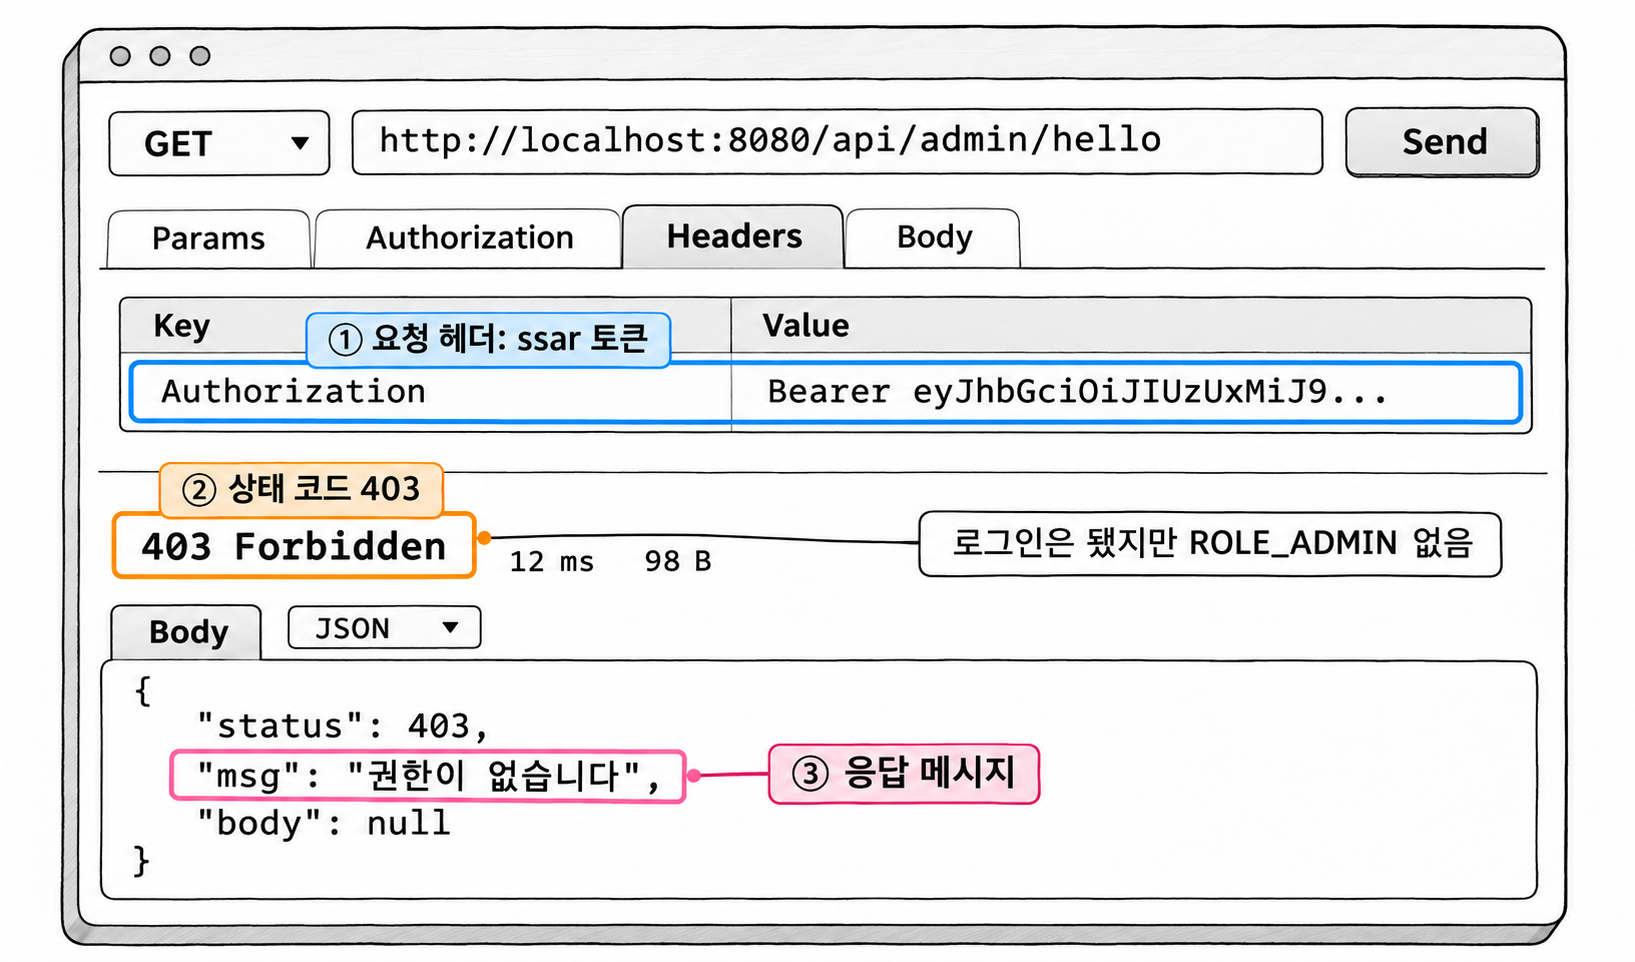 GET ▼ http://localhost:8080/api/admin/hello Send
Params Authorization Headers Body
Key Value
① 요청 헤더: ssar 토큰
Authorization Bearer eyJhbGciOiJIUzUxMiJ9...
② 상태 코드 403
403 Forbidden
12 ms 98 B
로그인은 됐지만 ROLE_ADMIN 없음
Body JSON ▼
{
"status": 403,
"msg": "권한이 없습니다",
③ 응답 메시지
"body": null
}